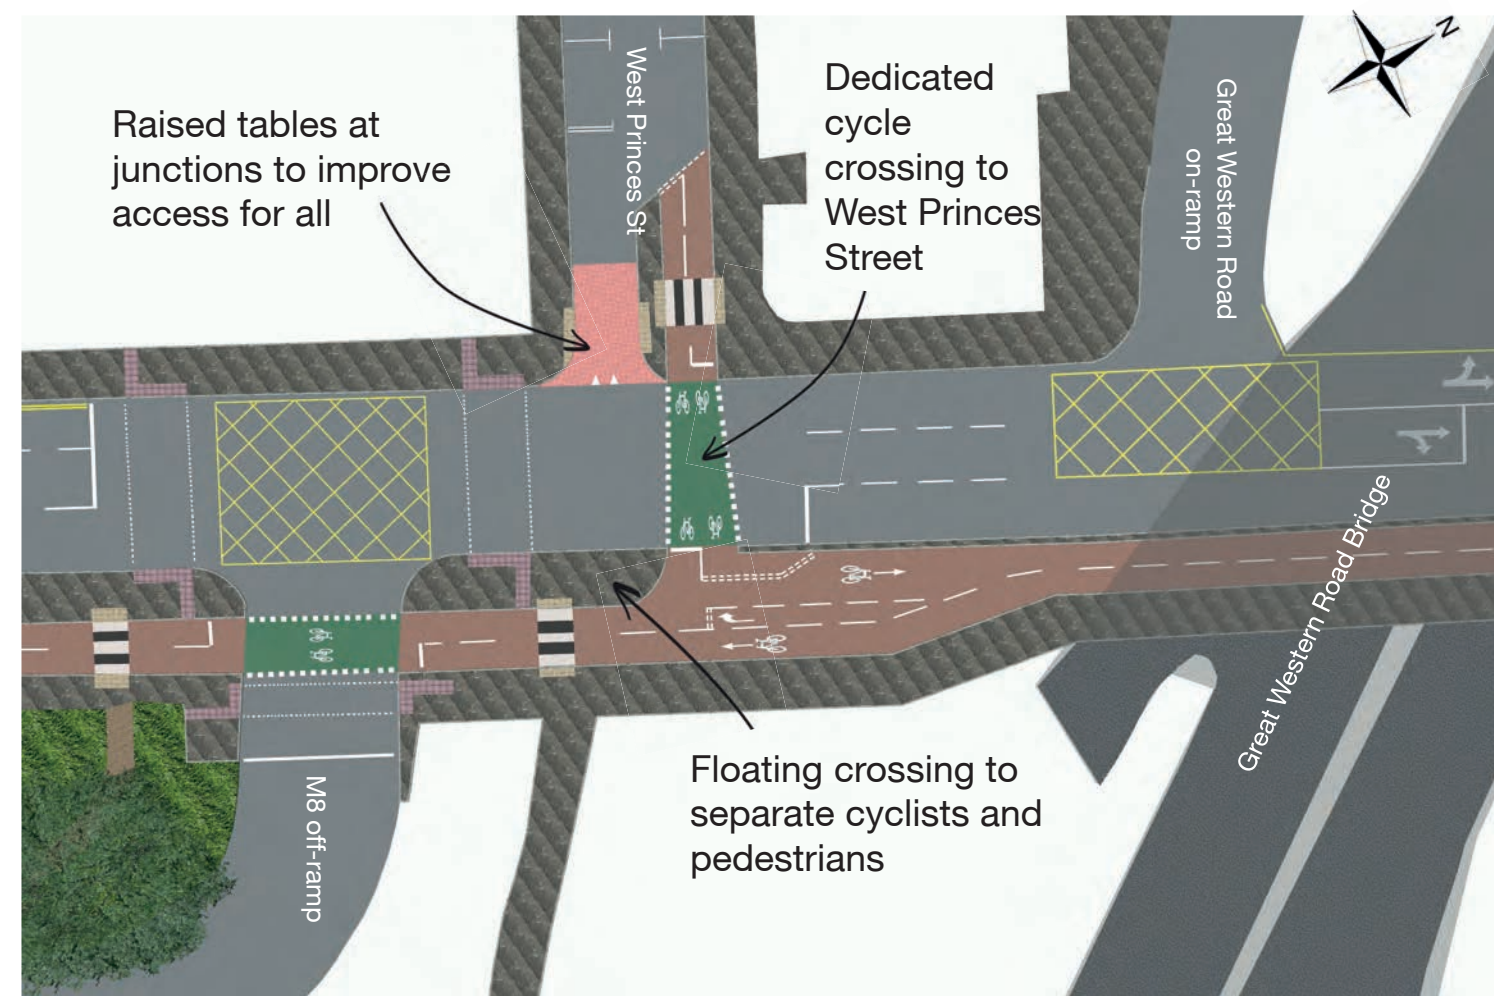 Raised tables at
junctions to improve
access for all
West Princes St
Dedicated
cycle
crossing to
West Princes
Street
Great Western Road
on-ramp
N
Great Western Road Bridge
Floating crossing to
separate cyclists and
pedestrians
M8 off-ramp